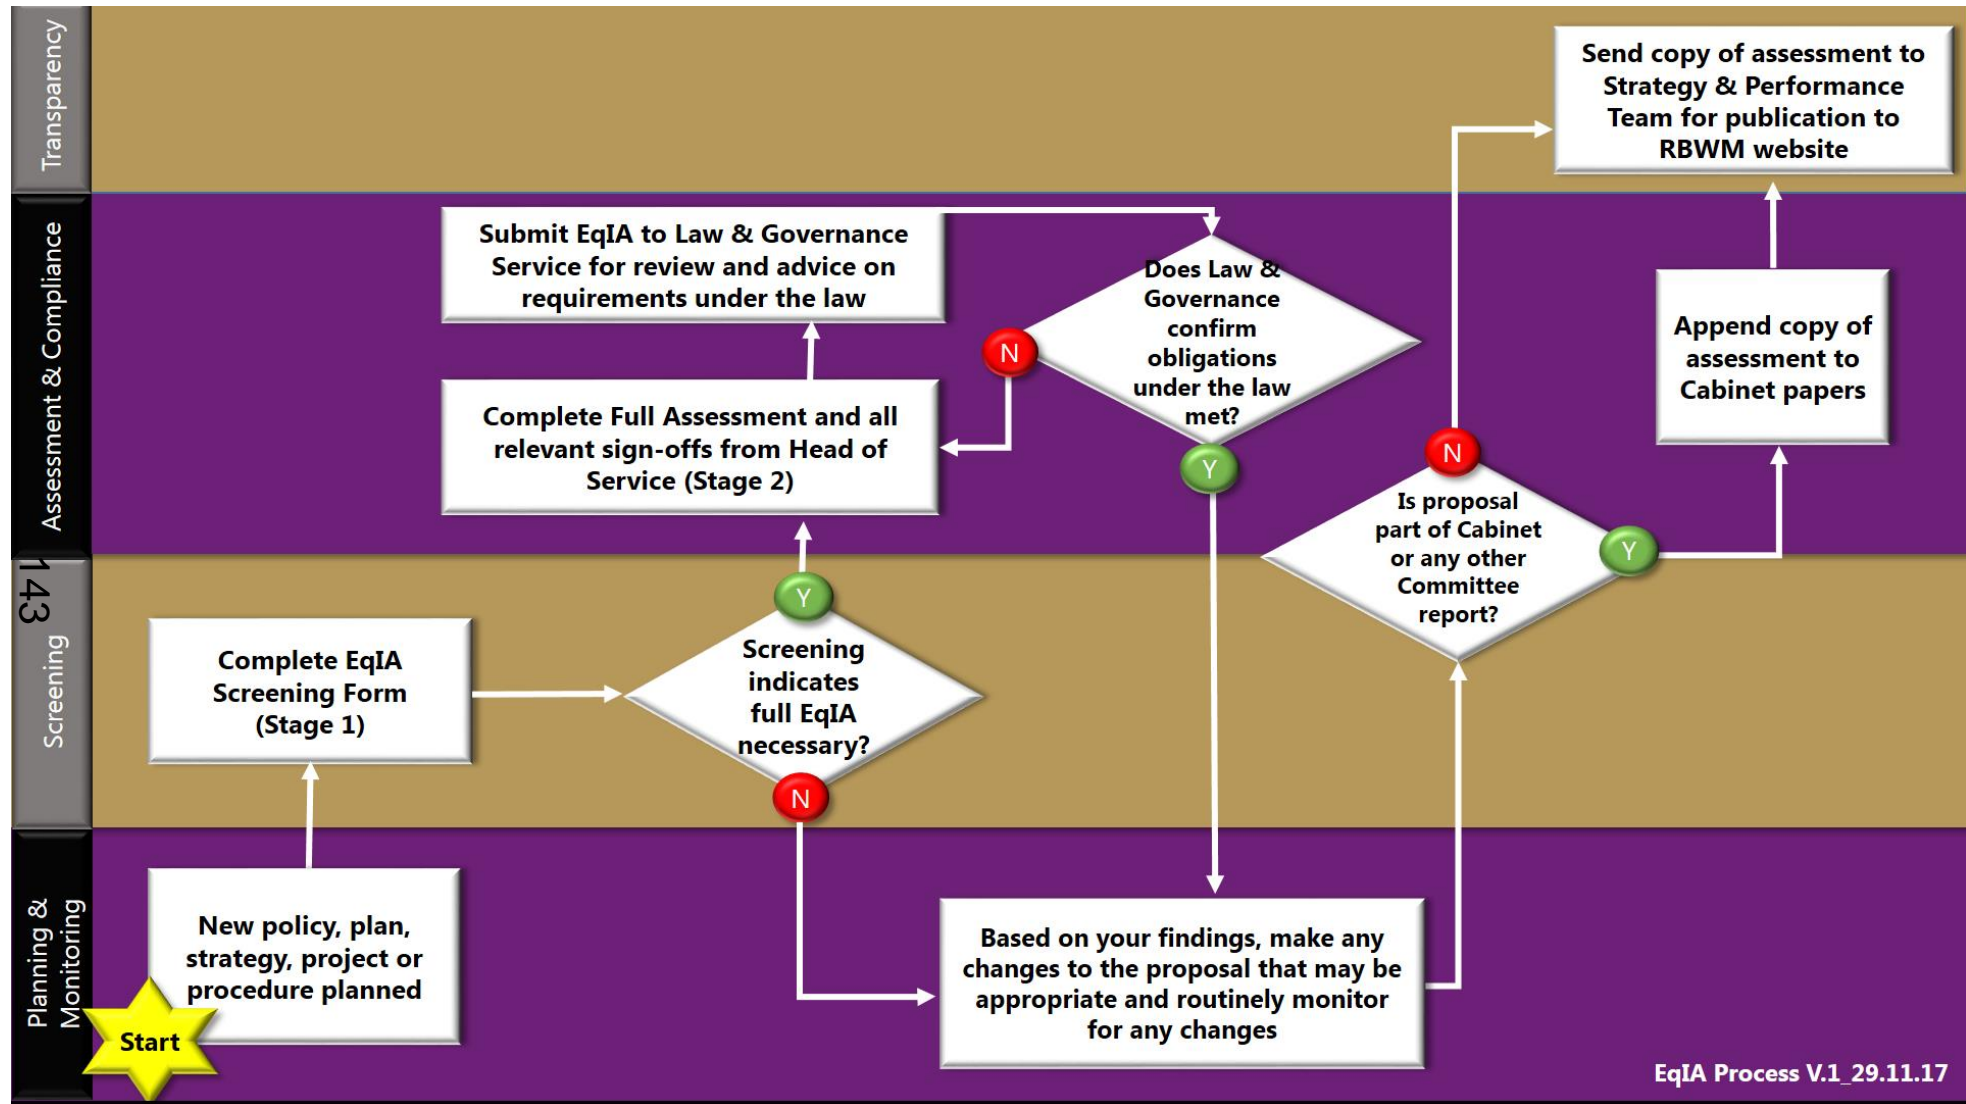 Transparency
Send copy of assessment to
Strategy & Performance
Team for publication to
RBWM website
Assessment & Compliance
Submit EqIA to Law & Governance
Service for review and advice on
requirements under the law
Does Law &
Governance
confirm
obligations
under the law
met?
N
Y
Complete Full Assessment and all
relevant sign-offs from Head of
Service (Stage 2)
Append copy of
assessment to
Cabinet papers
N
Is proposal
part of Cabinet
or any other
Committee
report?
Y
143
Screening
Complete EqIA
Screening Form
(Stage 1)
Y
Screening
indicates
full EqIA
necessary?
N
Planning &
Monitoring
New policy, plan,
strategy, project or
procedure planned
Start
Based on your findings, make any
changes to the proposal that may be
appropriate and routinely monitor
for any changes
EqIA Process V.1_29.11.17